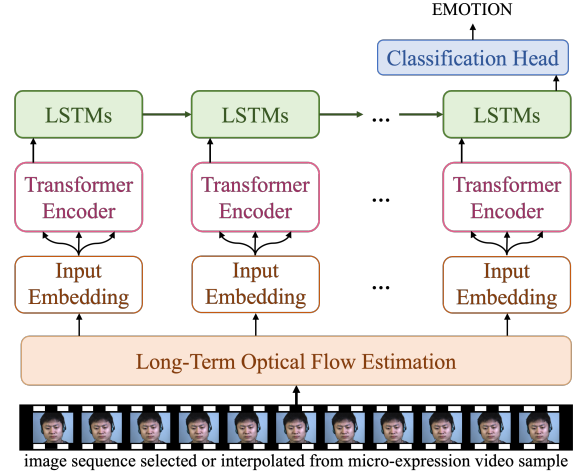 EMOTION
Classification Head
LSTMs LSTMs ... LSTMs
Transformer Encoder Transformer Encoder ... Transformer Encoder
Input Embedding Input Embedding ... Input Embedding
Long-Term Optical Flow Estimation
image sequence selected or interpolated from micro-expression video sample